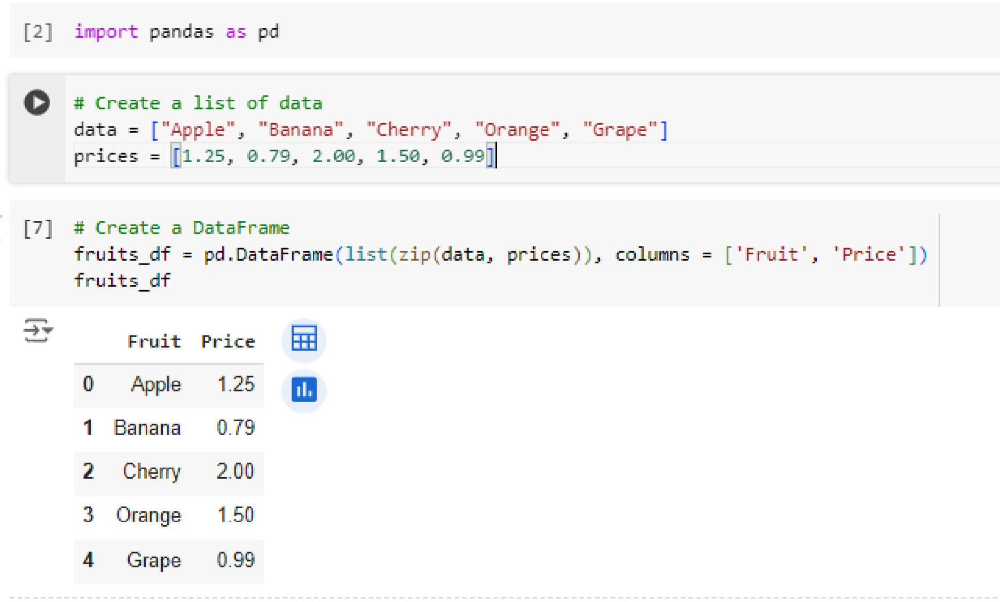 [2] import pandas as pd
# Create a list of data
data = ["Apple", "Banana", "Cherry", "Orange", "Grape"]
prices = [1.25, 0.79, 2.00, 1.50, 0.99]
[7] # Create a DataFrame
fruits_df = pd.DataFrame(list(zip(data, prices)), columns = ['Fruit', 'Price'])
fruits_df
Fruit Price
0 Apple 1.25
1 Banana 0.79
2 Cherry 2.00
3 Orange 1.50
4 Grape 0.99